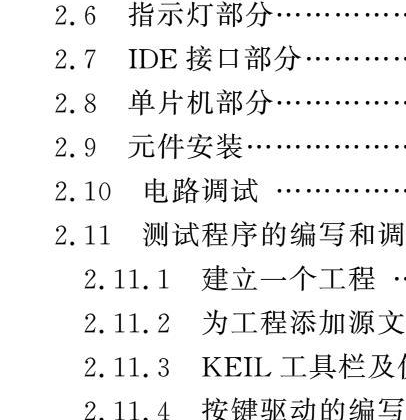 2.6 指示灯部分……………
2.7 IDE 接口部分…………
2.8 单片机部分……………
2.9 元件安装………………
2.10 电路调试 ……………
2.11 测试程序的编写和调
2.11.1 建立一个工程 …
2.11.2 为工程添加源文
2.11.3 KEIL 工具栏及
2.11.4 按键驱动的编写